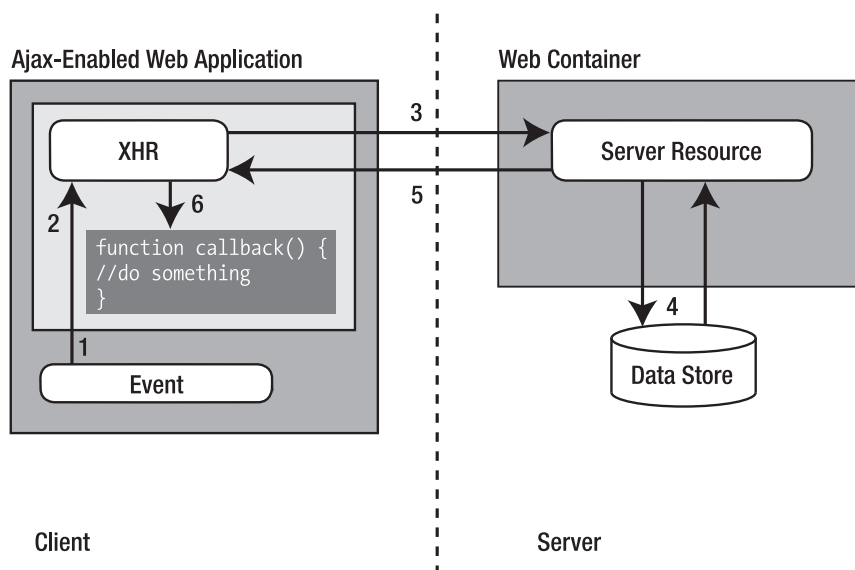 Ajax-Enabled Web Application
Web Container
3
XHR
Server Resource
5
2
6
function callback() {
//do something
}
4
1
Event
Data Store
Client
Server